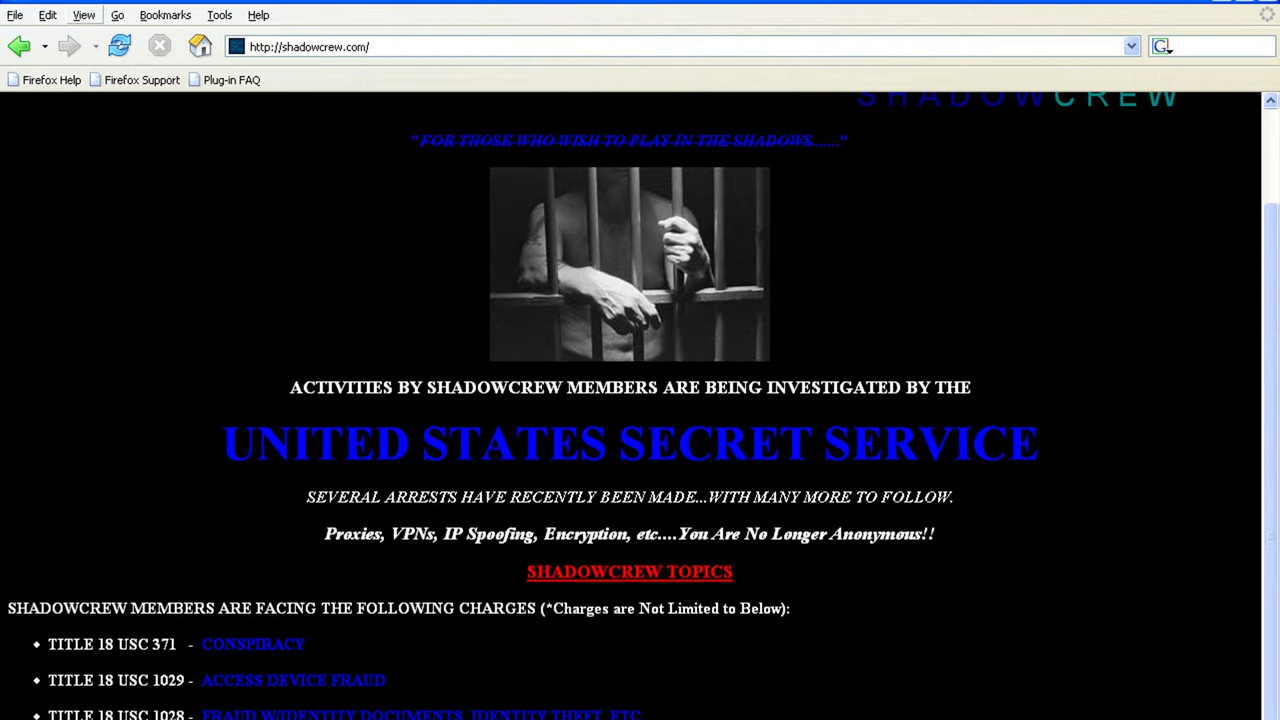 File Edit View Go Bookmarks Tools Help
http://shadowcrew.com/
Firefox Help Firefox Support Plug-in FAQ
SHADOWCREW
"FOR THOSE WHO WISH TO PLAY IN THE SHADOWS......"
ACTIVITIES BY SHADOWCREW MEMBERS ARE BEING INVESTIGATED BY THE
UNITED STATES SECRET SERVICE
SEVERAL ARRESTS HAVE RECENTLY BEEN MADE...WITH MANY MORE TO FOLLOW.
Proxies, VPNs, IP Spoofing, Encryption, etc....You Are No Longer Anonymous!!
SHADOWCREW TOPICS
SHADOWCREW MEMBERS ARE FACING THE FOLLOWING CHARGES (*Charges are Not Limited to Below):
TITLE 18 USC 371 - CONSPIRACY
TITLE 18 USC 1029 - ACCESS DEVICE FRAUD
TITLE 18 USC 1028 - FRAUD W/IDENTITY DOCUMENTS, IDENTITY THEFT, ETC